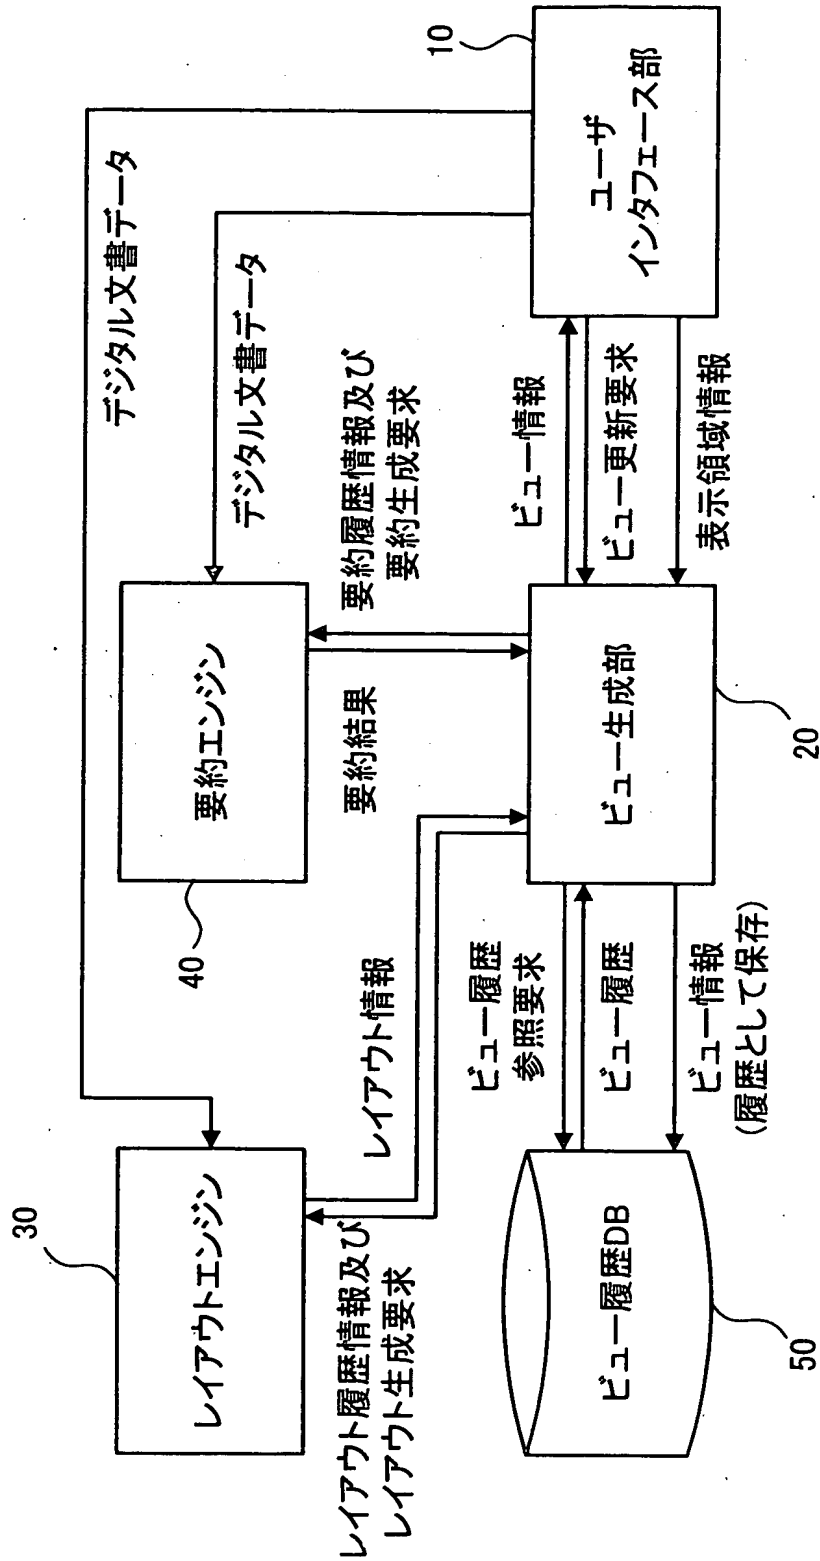 30
レイアウトエンジン
デジタル文書データ
40
要約エンジン
デジタル文書データ
レイアウト履歴情報及び
レイアウト生成要求
レイアウト情報
要約結果
要約履歴情報及び
要約生成要求
10
ユーザ
インタフェース部
ビュー履歴
参照要求
ビュー履歴
ビュー情報
(履歴として保存)
ビュー生成部
20
ビュー情報
ビュー更新要求
表示領域情報
ビュー履歴DB
50